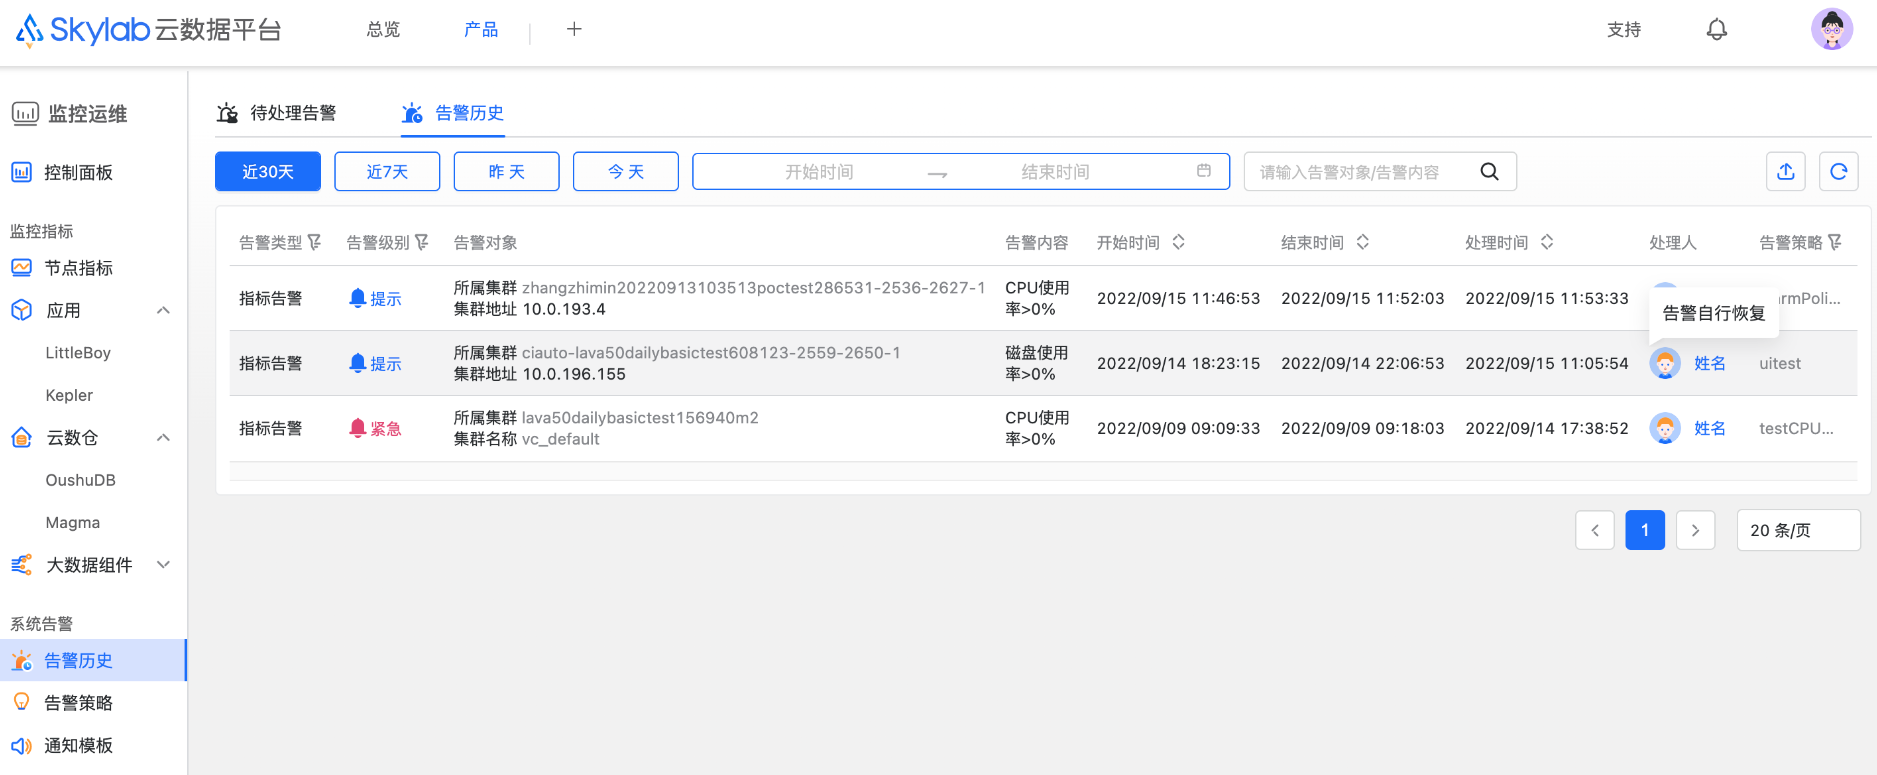 Skylab 云数据平台
总览
产品
支持
监控运维
控制面板
监控指标
节点指标
应用
LittleBoy
Kepler
云数仓
OushuDB
Magma
大数据组件
系统告警
告警历史
告警策略
通知模板
待处理告警
告警历史
近30天
近7天
昨 天
今 天
开始时间
结束时间
请输入告警对象/告警内容
告警类型 告警级别 告警对象 告警内容 开始时间 结束时间 处理时间 处理人 告警策略
指标告警 提示 所属集群 zhangzhimin20220913103513poctest286531-2536-2627-1
集群地址 10.0.193.4
CPU使用
率>0%
2022/09/15 11:46:53 2022/09/15 11:52:03 2022/09/15 11:53:33
告警自行恢复
指标告警 提示 所属集群 ciauto-lava50dailybasictest608123-2559-2650-1
集群地址 10.0.196.155
磁盘使用
率>0%
2022/09/14 18:23:15 2022/09/14 22:06:53 2022/09/15 11:05:54 姓名 uitest
指标告警 紧急 所属集群 lava50dailybasictest156940m2
集群名称 vc_default
CPU使用
率>0%
2022/09/09 09:09:33 2022/09/09 09:18:03 2022/09/14 17:38:52 姓名 testCPU...
1
20 条/页